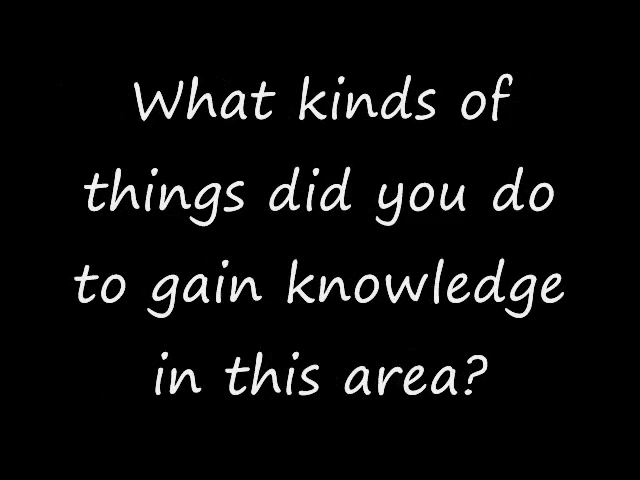 What kinds of
things did you do
to gain knowledge
in this area?